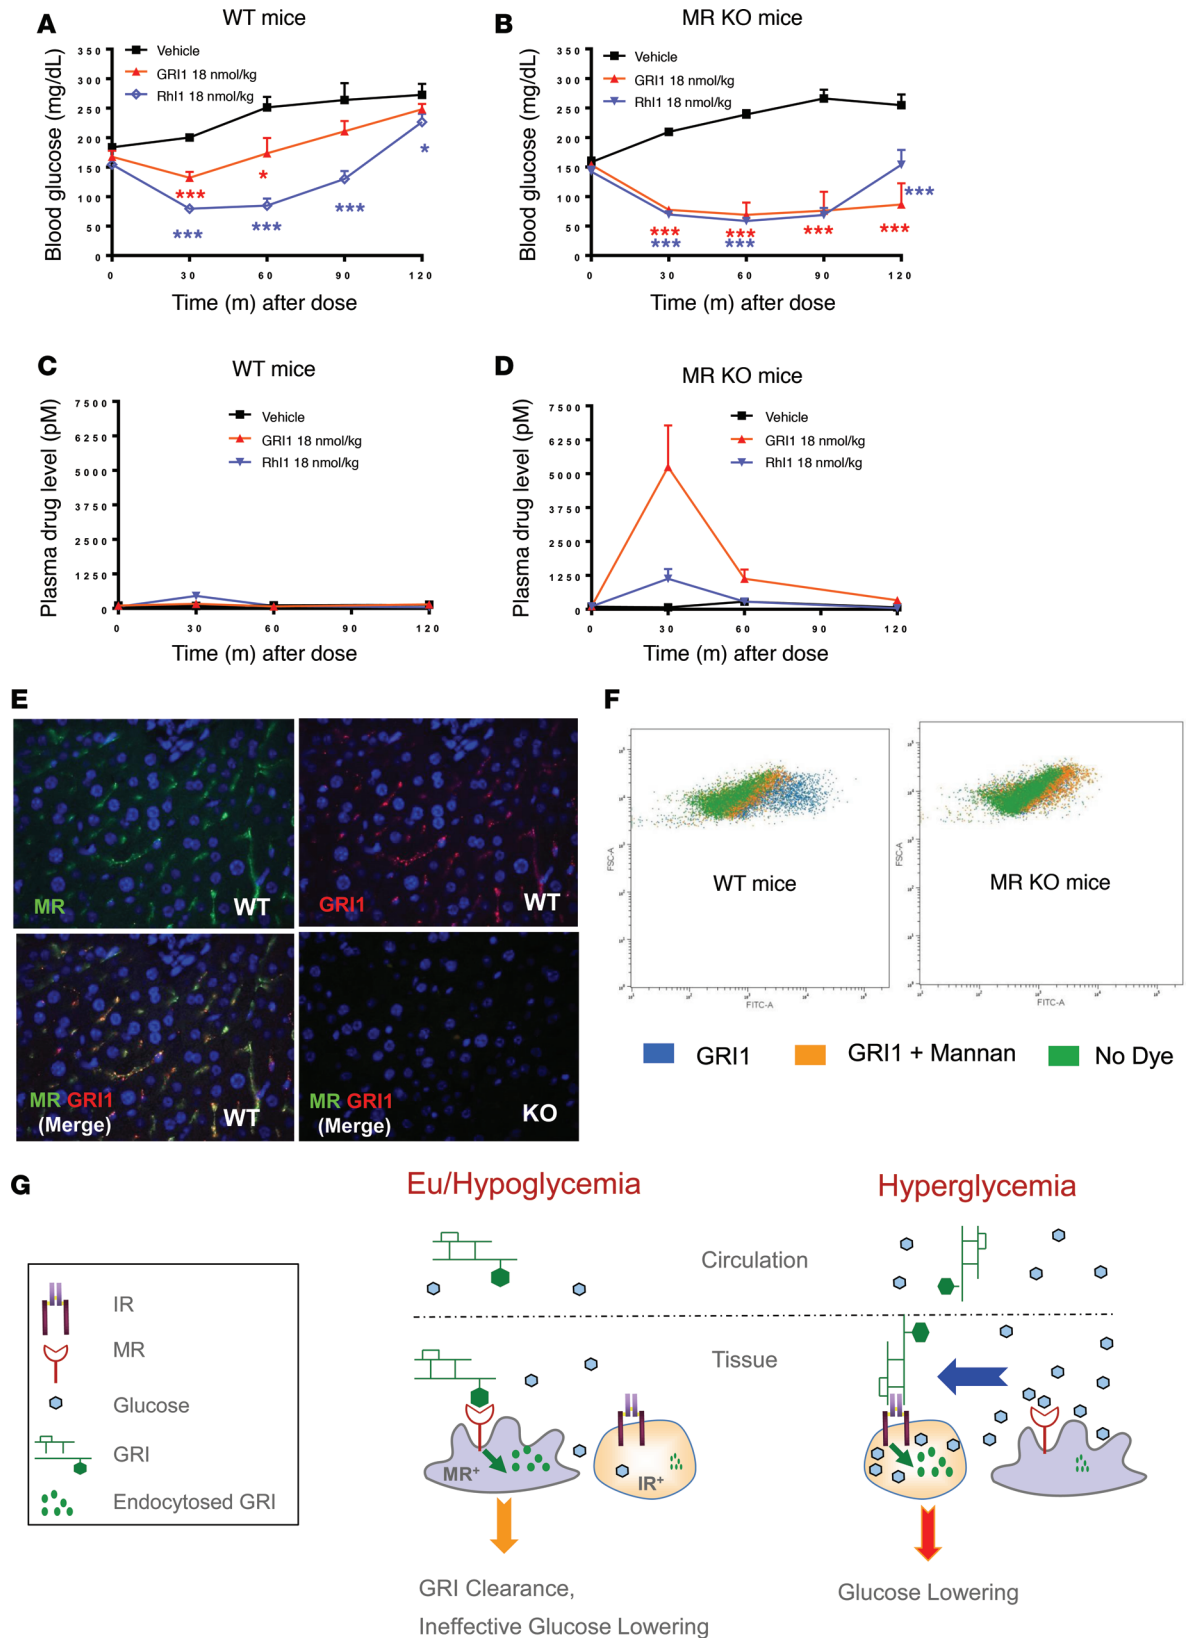 A
WT mice
Blood glucose (mg/dL)
350
300
250
200
150
100
50
0
Vehicle
GRI1 18 nmol/kg
RhI1 18 nmol/kg
***
*
***
***
***
*
0 30 60 90 120
Time (m) after dose
B
MR KO mice
Blood glucose (mg/dL)
350
300
250
200
150
100
50
0
Vehicle
GRI1 18 nmol/kg
RhI1 18 nmol/kg
***
***
***
***
***
***
***
0 30 60 90 120
Time (m) after dose
C
WT mice
Plasma drug level (pM)
7500
6250
5000
3750
2500
1250
0
Vehicle
GRI1 18 nmol/kg
RhI1 18 nmol/kg
0 30 60 90 120
Time (m) after dose
D
MR KO mice
Plasma drug level (pM)
7500
6250
5000
3750
2500
1250
0
Vehicle
GRI1 18 nmol/kg
RhI1 18 nmol/kg
0 30 60 90 120
Time (m) after dose
E
MR
WT
GRI1
WT
MR GRI1
(Merge)
WT
MR GRI1
(Merge)
KO
F
FSC-A
WT mice
FITC-A
FSC-A
MR KO mice
FITC-A
GRI1
GRI1 + Mannan
No Dye
G
IR
MR
Glucose
GRI
Endocytosed GRI
Eu/Hypoglycemia
Hyperglycemia
Circulation
Tissue
MR+
IR+
GRI Clearance,
Ineffective Glucose Lowering
Glucose Lowering